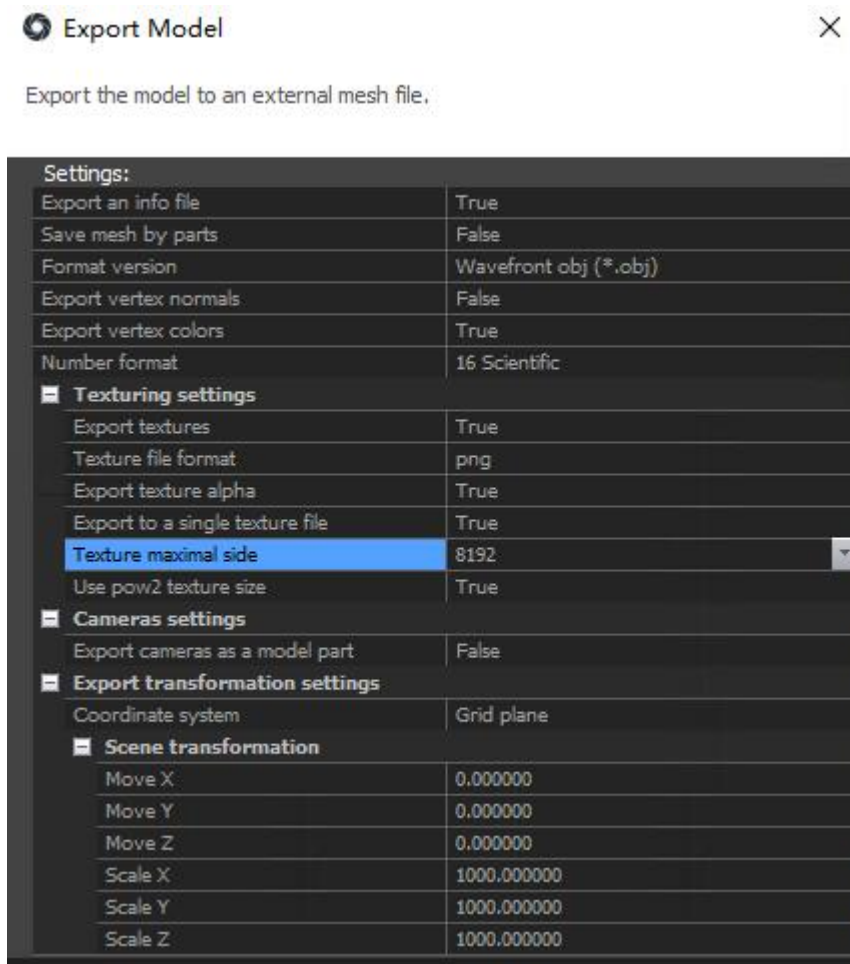 Export Model
Export the model to an external mesh file.
Settings:
Export an info file True
Save mesh by parts False
Format version Wavefront obj (*.obj)
Export vertex normals False
Export vertex colors True
Number format 16 Scientific
Texturing settings
Export textures True
Texture file format png
Export texture alpha True
Export to a single texture file True
Texture maximal side 8192
Use pow2 texture size True
Cameras settings
Export cameras as a model part False
Export transformation settings
Coordinate system Grid plane
Scene transformation
Move X 0.000000
Move Y 0.000000
Move Z 0.000000
Scale X 1000.000000
Scale Y 1000.000000
Scale Z 1000.000000